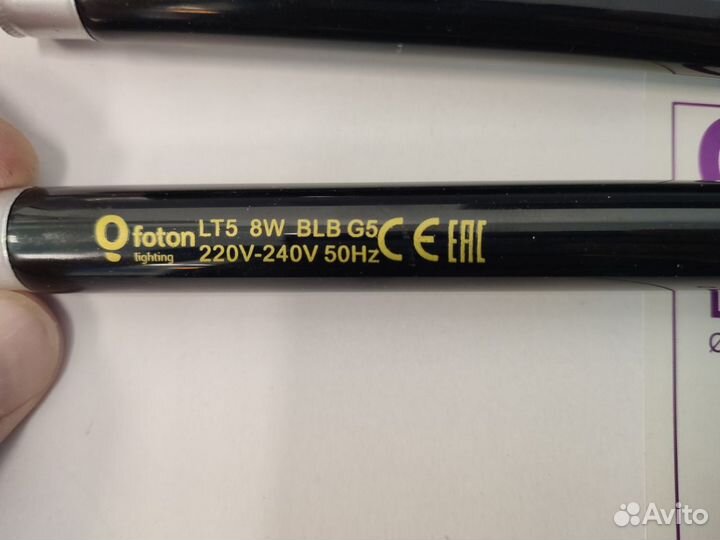 foton
lighting
LT5 8W BLB G5
220V-240V 50Hz
CE EAC
Ø
Avito